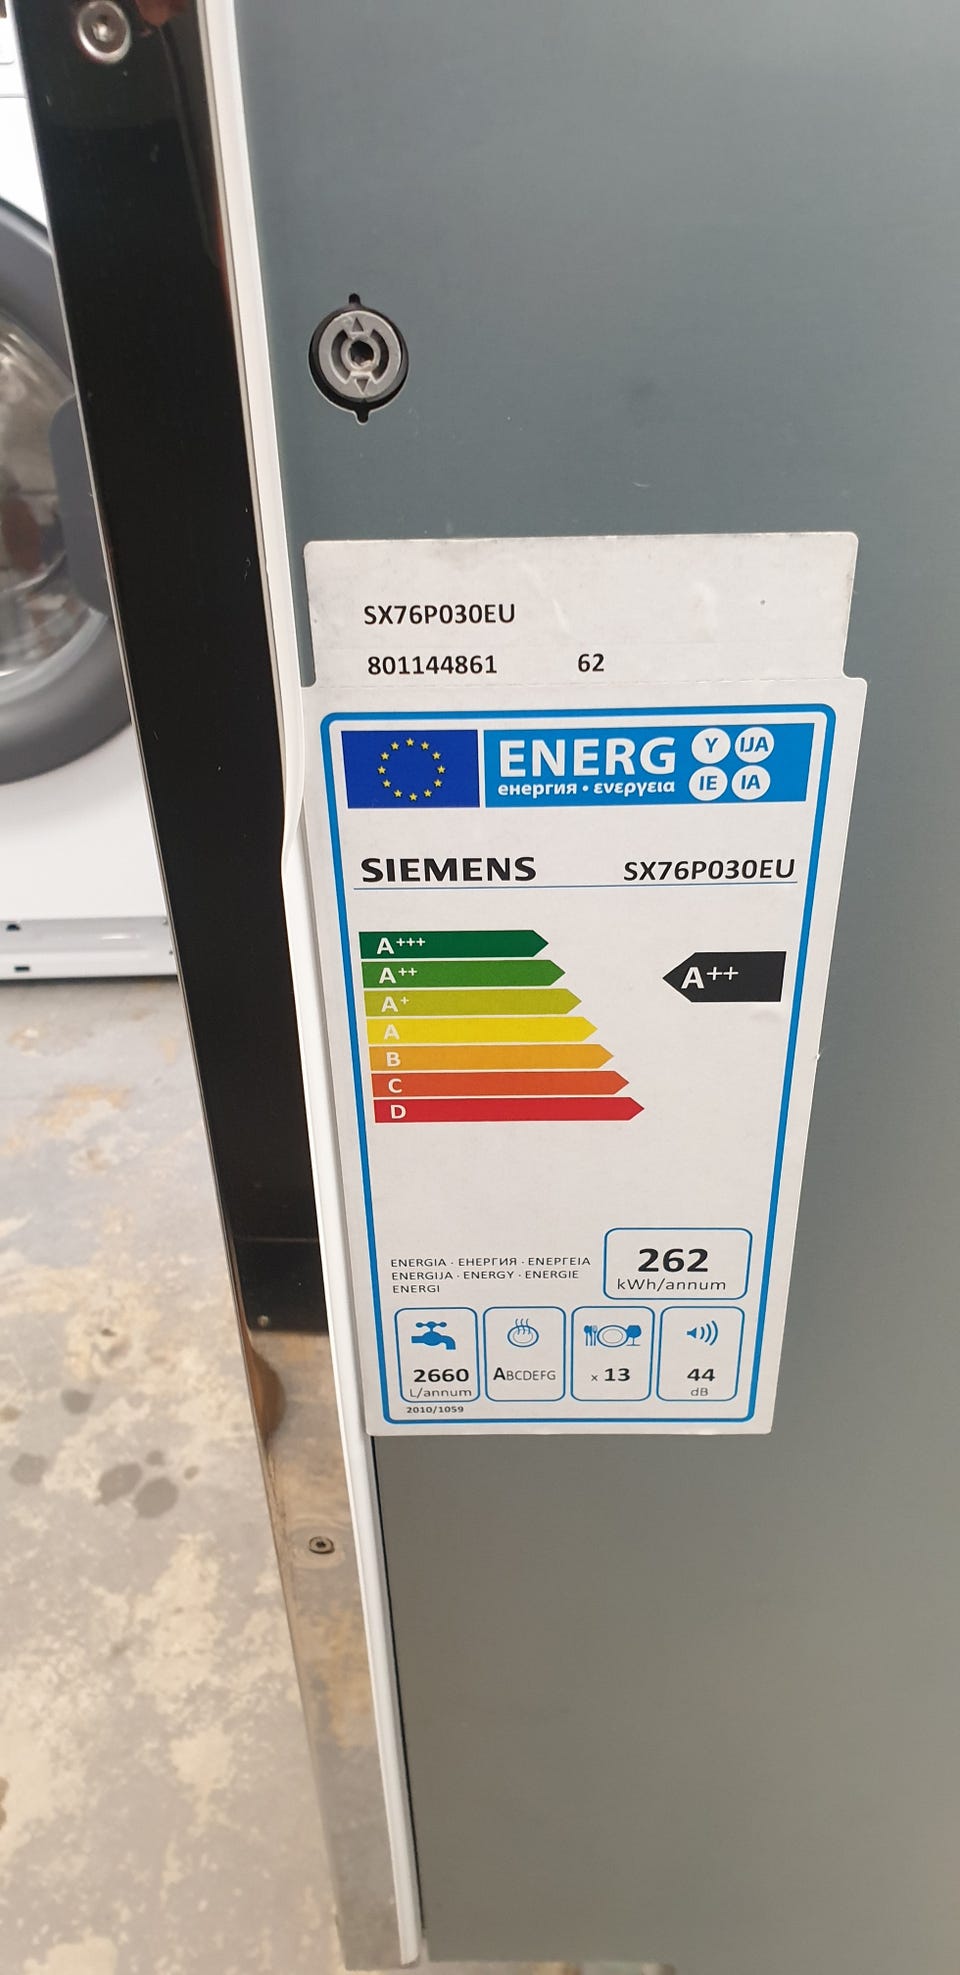 SX76P030EU
801144861 62
ENERG Y IJA
енергия · ενεργεια IE IA
SIEMENS SX76P030EU
A+++
A++ A++
A+
A
B
C
D
ENERGIA · ЕНЕРГИЯ · ΕΝΕΡΓΕΙΑ
ENERGIJA · ENERGY · ENERGIE
ENERGI
262
kWh/annum
2660
L/annum
ABCDEFG
x 13
44
dB
2010/1059